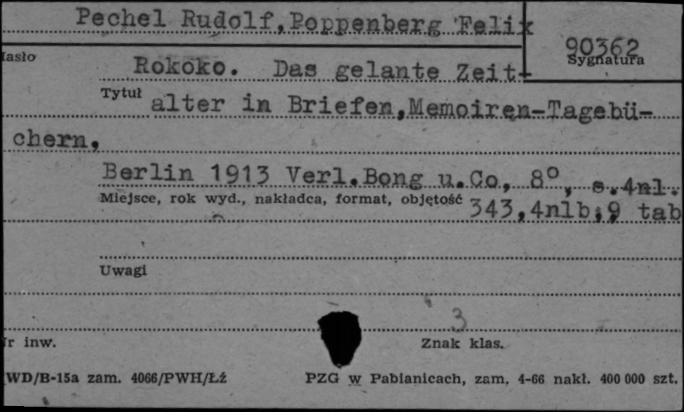 Pechel Rudolf, Poppenberg Felix
90362
Hasło
Sygnatura
Rokoko. Das gelante Zeit-
Tytuł
alter in Briefen, Memoiren-Tagebü-
chern,
Berlin 1913 Verl. Bong u. Co, 8°, s. 4nl.
Miejsce, rok wyd., nakładca, format, objętość
343, 4nlb; 9 tab
Uwagi
3
Nr inw.
Znak klas.
WD/B-15a zam. 4066/PWH/Łź
PZG w Pabianicach, zam. 4-66 nakł. 400 000 szt.